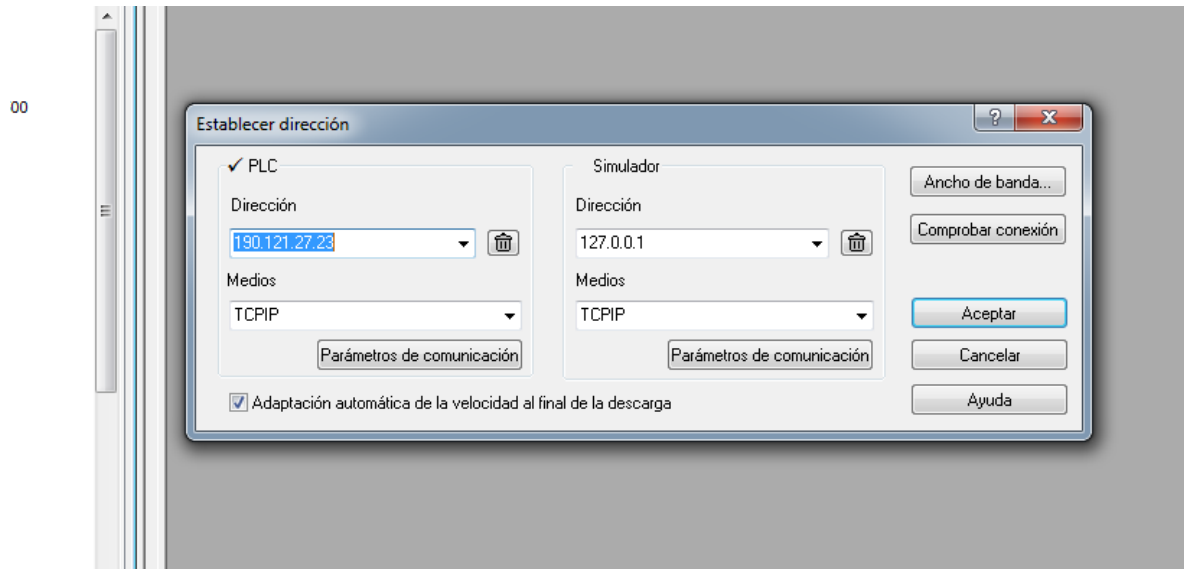 00
Establecer dirección
PLC
Dirección
190.121.27.23
Medios
TCPIP
Parámetros de comunicación
Simulador
Dirección
127.0.0.1
Medios
TCPIP
Parámetros de comunicación
Adaptación automática de la velocidad al final de la descarga
Ancho de banda...
Comprobar conexión
Aceptar
Cancelar
Ayuda